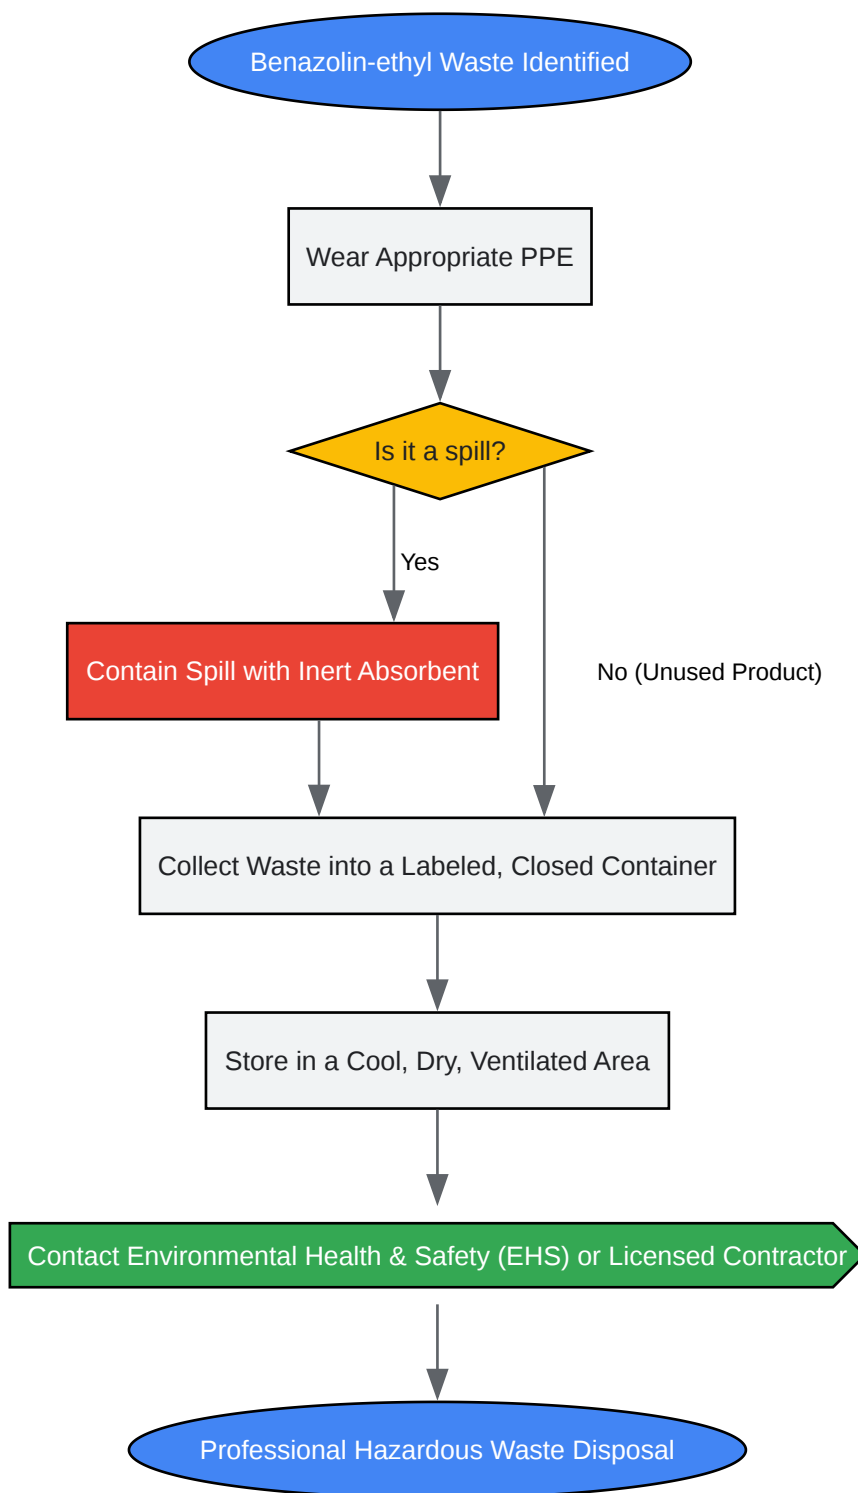 Benazolin-ethyl Waste Identified
Wear Appropriate PPE
Is it a spill?
Yes
Contain Spill with Inert Absorbent
No (Unused Product)
Collect Waste into a Labeled, Closed Container
Store in a Cool, Dry, Ventilated Area
Contact Environmental Health & Safety (EHS) or Licensed Contractor
Professional Hazardous Waste Disposal